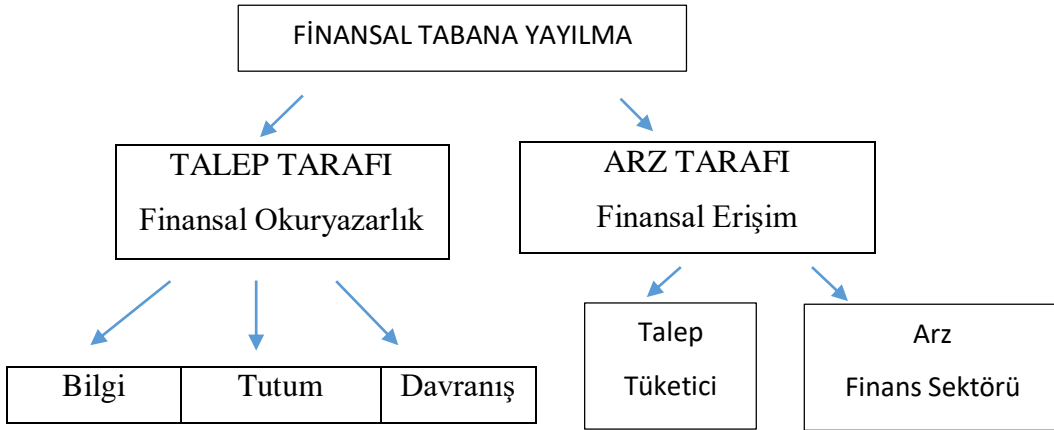 FİNANSAL TABANA YAYILMA
TALEP TARAFI
Finansal Okuryazarlık
ARZ TARAFI
Finansal Erişim
Bilgi
Tutum
Davranış
Talep
Tüketici
Arz
Finans Sektörü